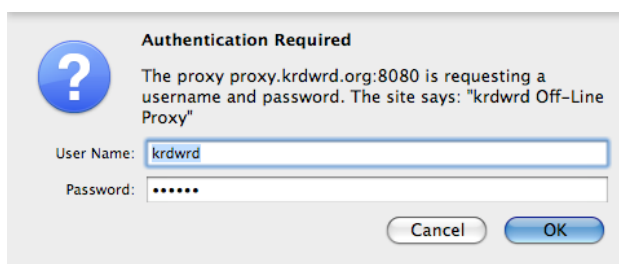 Authentication Required
The proxy proxy.krdwrd.org:8080 is requesting a
username and password. The site says: "krdwrd Off-Line
Proxy"
User Name: krdwrd
Password: ••••••
Cancel OK